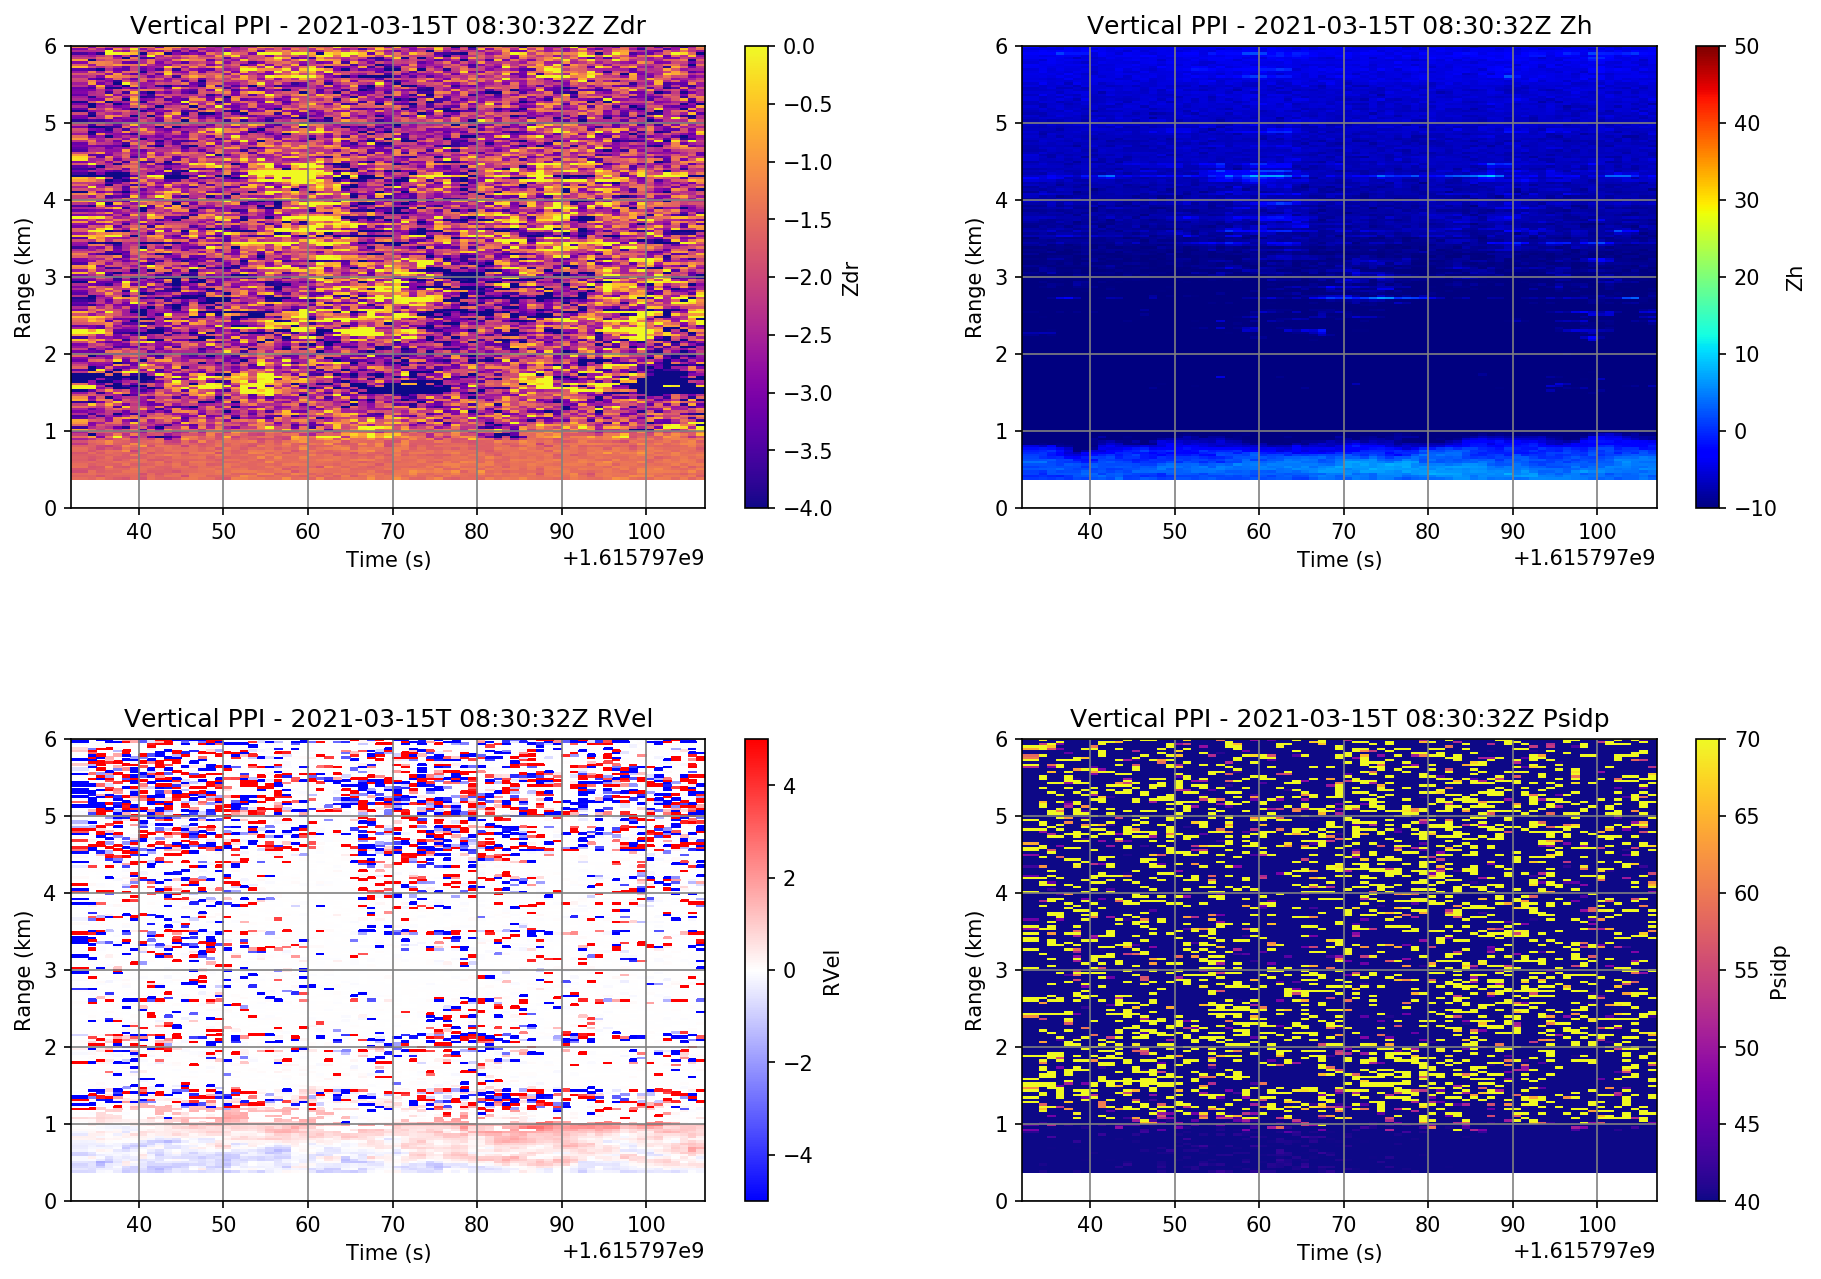 Vertical PPI - 2021-03-15T 08:30:32Z Zdr
6
5
4
3
2
1
0
Range (km)
40 50 60 70 80 90 100
Time (s)
+1.615797e9
0.0
−0.5
−1.0
−1.5
−2.0
−2.5
−3.0
−3.5
−4.0
Zdr
Vertical PPI - 2021-03-15T 08:30:32Z Zh
6
5
4
3
2
1
0
Range (km)
40 50 60 70 80 90 100
Time (s)
+1.615797e9
50
40
30
20
10
0
−10
Zh
Vertical PPI - 2021-03-15T 08:30:32Z RVel
6
5
4
3
2
1
0
Range (km)
40 50 60 70 80 90 100
Time (s)
+1.615797e9
4
2
0
−2
−4
RVel
Vertical PPI - 2021-03-15T 08:30:32Z Psidp
6
5
4
3
2
1
0
Range (km)
40 50 60 70 80 90 100
Time (s)
+1.615797e9
70
65
60
55
50
45
40
Psidp